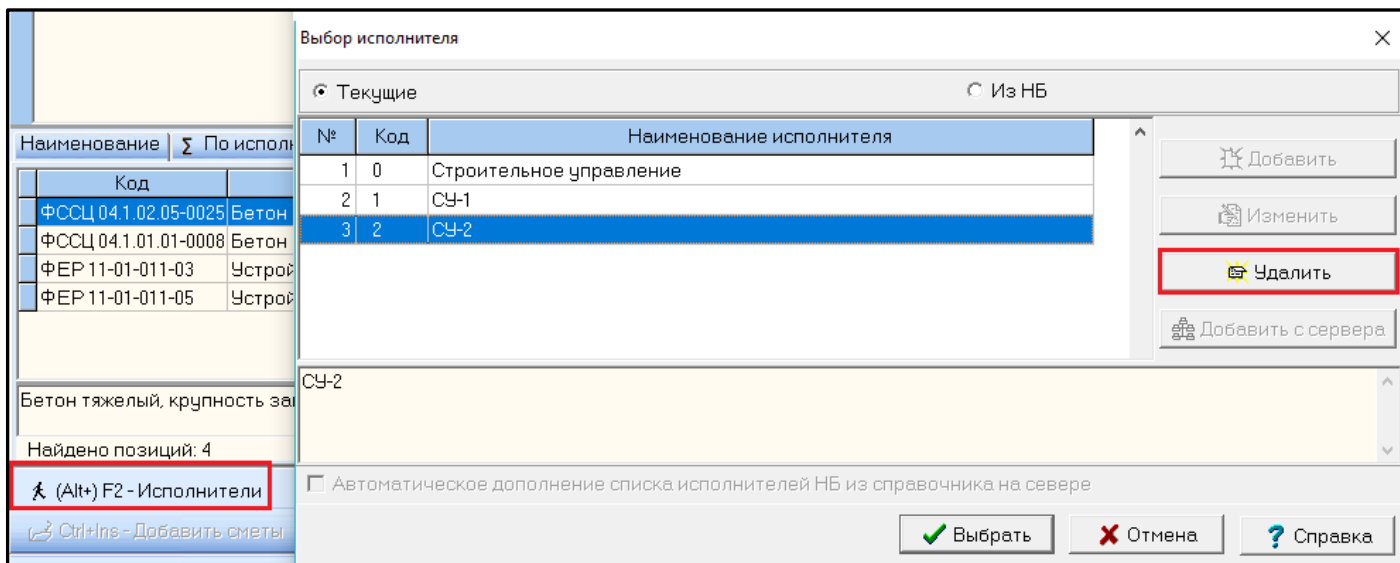 Выбор исполнителя
Текущие
Из НБ
№ Код Наименование исполнителя
1 0 Строительное управление
2 1 СУ-1
3 2 СУ-2
Добавить
Изменить
Удалить
Добавить с сервера
СУ-2
Автоматическое дополнение списка исполнителей НБ из справочника на севере
Выбрать
Отмена
? Справка
Наименование Σ По исполн
Код
ФССЦ 04.1.02.05-0025 Бетон
ФССЦ 04.1.01.01-0008 Бетон
ФЕР 11-01-011-03 Устрой
ФЕР 11-01-011-05 Устрой
Бетон тяжелый, крупность за
Найдено позиций: 4
(Alt+) F2 - Исполнители
Ctrl+Ins - Добавить сметы